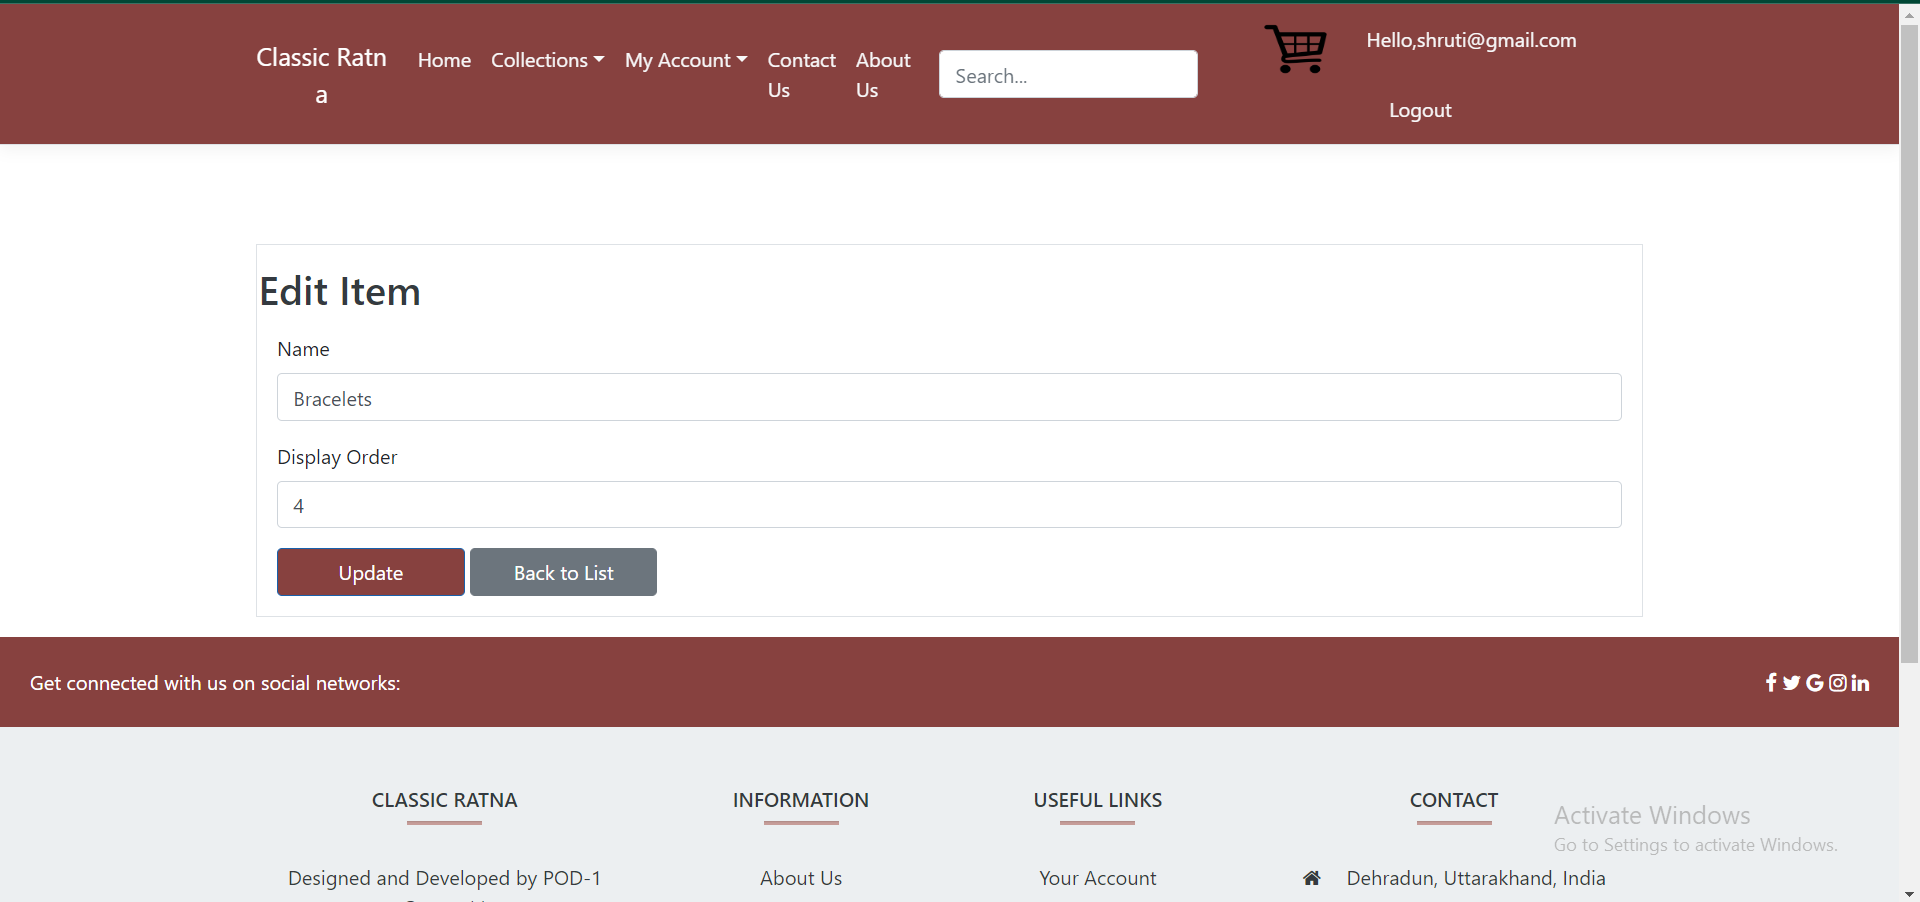 Classic Ratn
a
Home
Collections
My Account
Contact
Us
About
Us
Search...
Hello,shruti@gmail.com
Logout
Edit Item
Name
Bracelets
Display Order
4
Update
Back to List
Get connected with us on social networks:
CLASSIC RATNA
INFORMATION
USEFUL LINKS
CONTACT
Activate Windows
Go to Settings to activate Windows.
Designed and Developed by POD-1
About Us
Your Account
Dehradun, Uttarakhand, India